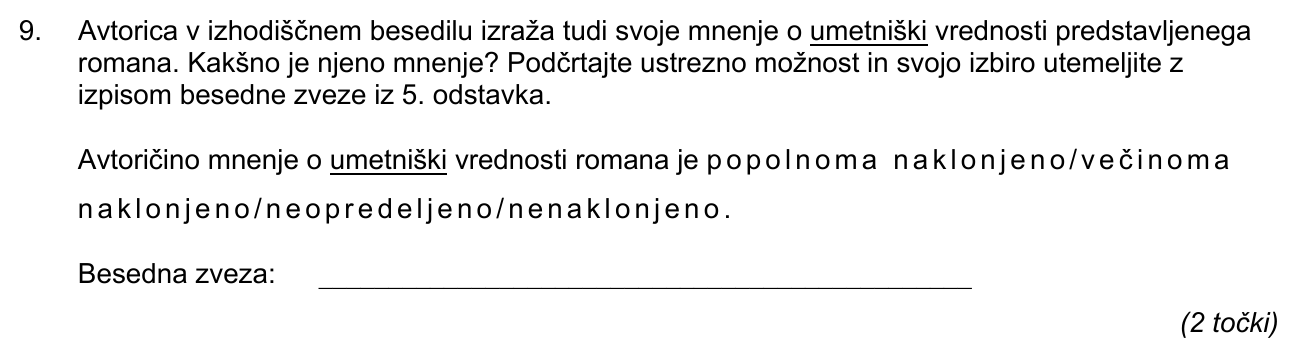 9. Avtorica v izhodiščnem besedilu izraža tudi svoje mnenje o umetniški vrednosti predstavljenega
romana. Kakšno je njeno mnenje? Podčrtajte ustrezno možnost in svojo izbiro utemeljite z
izpisom besedne zveze iz 5. odstavka.
Avtoričino mnenje o umetniški vrednosti romana je popolnoma naklonjeno/večinoma
naklonjeno/neopredeljeno/nenaklonjeno.
Besedna zveza:
(2 točki)